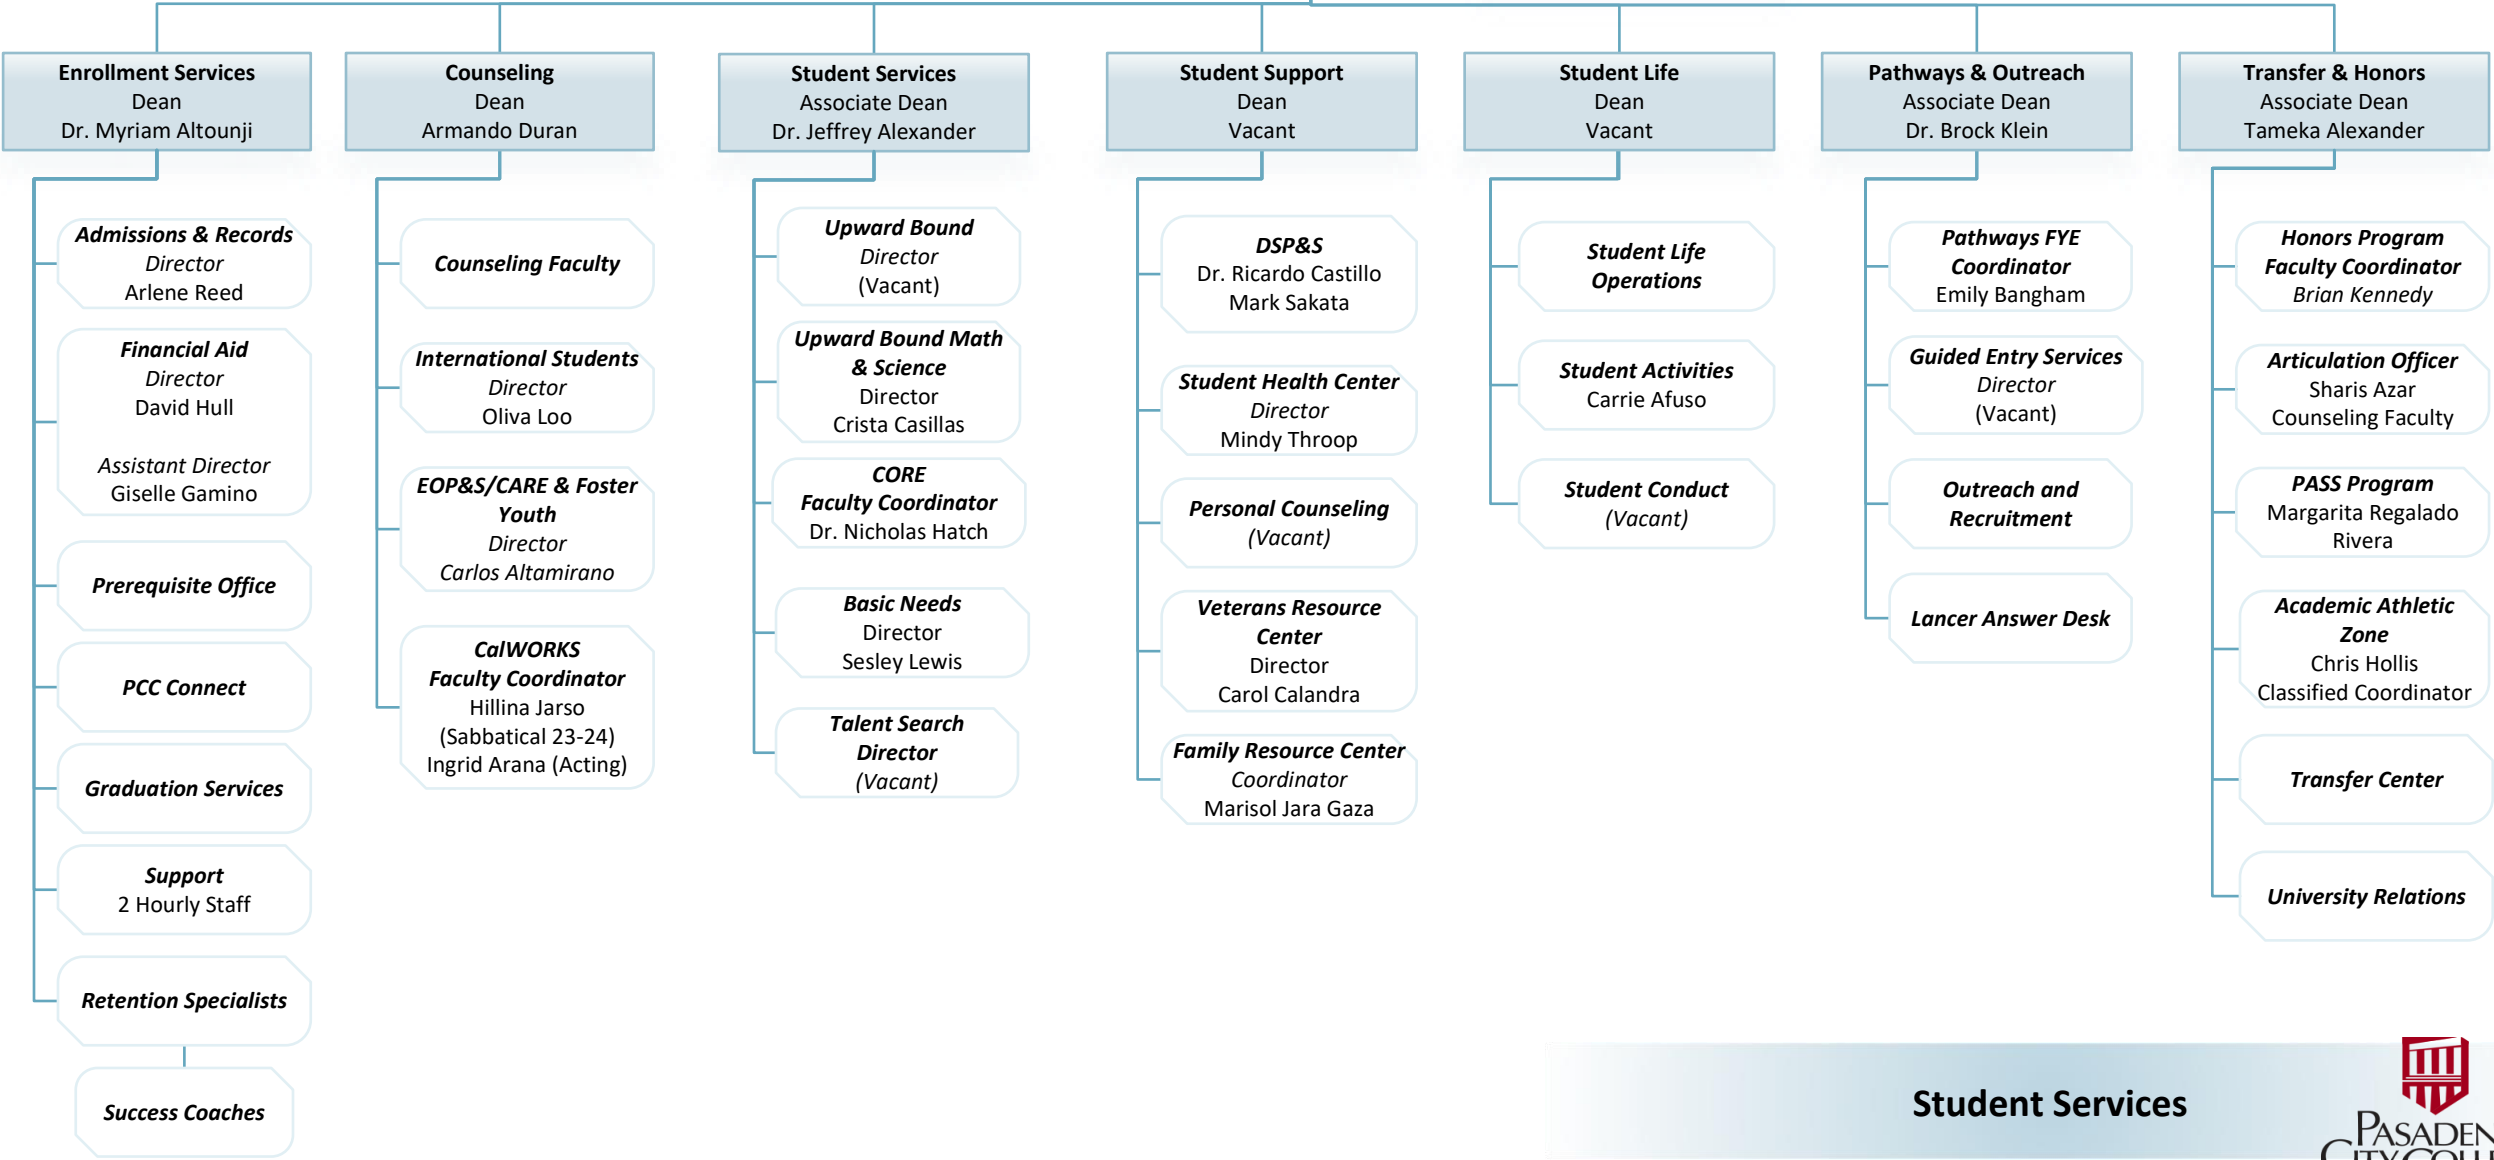 Enrollment Services
Dean
Dr. Myriam Altounji
Admissions & Records
Director
Arlene Reed
Financial Aid
Director
David Hull
Assistant Director
Giselle Gamino
Prerequisite Office
PCC Connect
Graduation Services
Support
2 Hourly Staff
Retention Specialists
Success Coaches
Counseling
Dean
Armando Duran
Counseling Faculty
International Students
Director
Oliva Loo
EOP&S/CARE & Foster
Youth
Director
Carlos Altamirano
CalWORKS
Faculty Coordinator
Hillina Jarso
(Sabbatical 23-24)
Ingrid Arana (Acting)
Student Services
Associate Dean
Dr. Jeffrey Alexander
Upward Bound
Director
(Vacant)
Upward Bound Math
& Science
Director
Crista Casillas
CORE
Faculty Coordinator
Dr. Nicholas Hatch
Basic Needs
Director
Sesley Lewis
Talent Search
Director
(Vacant)
Student Support
Dean
Vacant
DSP&S
Dr. Ricardo Castillo
Mark Sakata
Student Health Center
Director
Mindy Throop
Personal Counseling
(Vacant)
Veterans Resource
Center
Director
Carol Calandra
Family Resource Center
Coordinator
Marisol Jara Gaza
Student Life
Dean
Vacant
Student Life
Operations
Student Activities
Carrie Afuso
Student Conduct
(Vacant)
Pathways & Outreach
Associate Dean
Dr. Brock Klein
Pathways FYE
Coordinator
Emily Bangham
Guided Entry Services
Director
(Vacant)
Outreach and
Recruitment
Lancer Answer Desk
Transfer & Honors
Associate Dean
Tameka Alexander
Honors Program
Faculty Coordinator
Brian Kennedy
Articulation Officer
Sharis Azar
Counseling Faculty
PASS Program
Margarita Regalado
Rivera
Academic Athletic
Zone
Chris Hollis
Classified Coordinator
Transfer Center
University Relations
Student Services